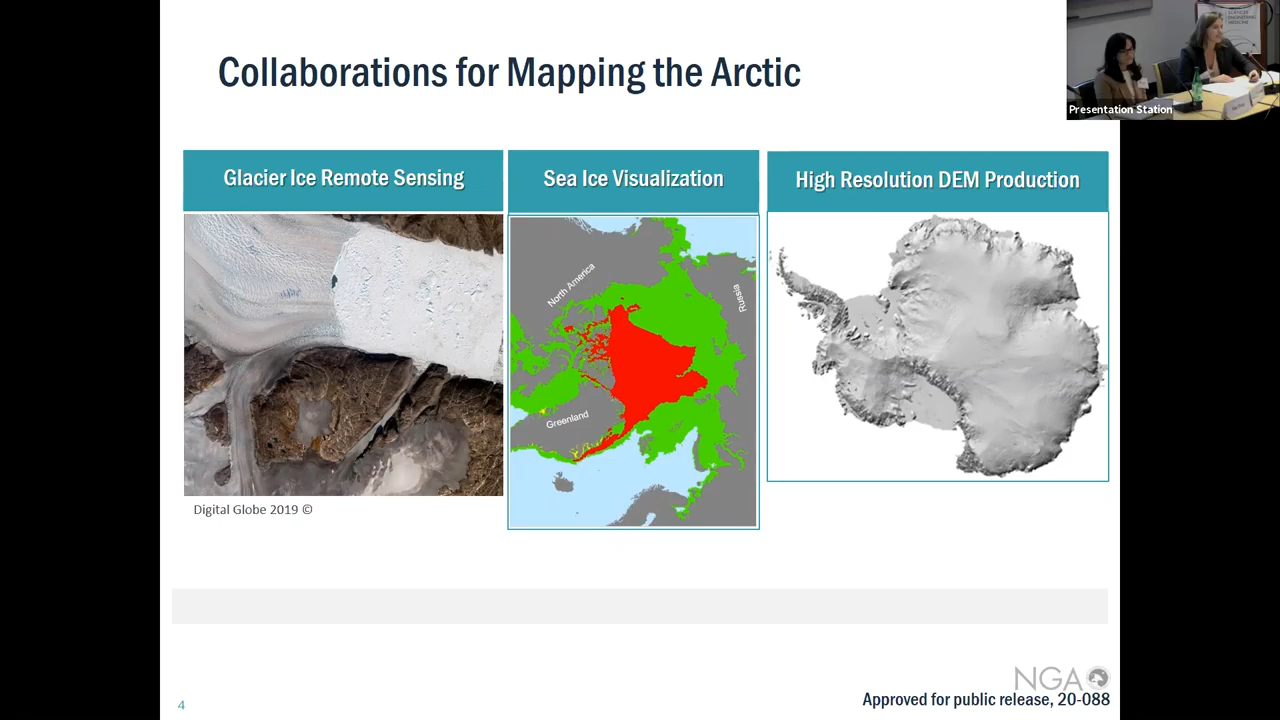 Collaborations for Mapping the Arctic
Presentation Station
Glacier Ice Remote Sensing
Sea Ice Visualization
High Resolution DEM Production
North America
Russia
Greenland
Digital Globe 2019 ©
NGA
Approved for public release, 20-088
4